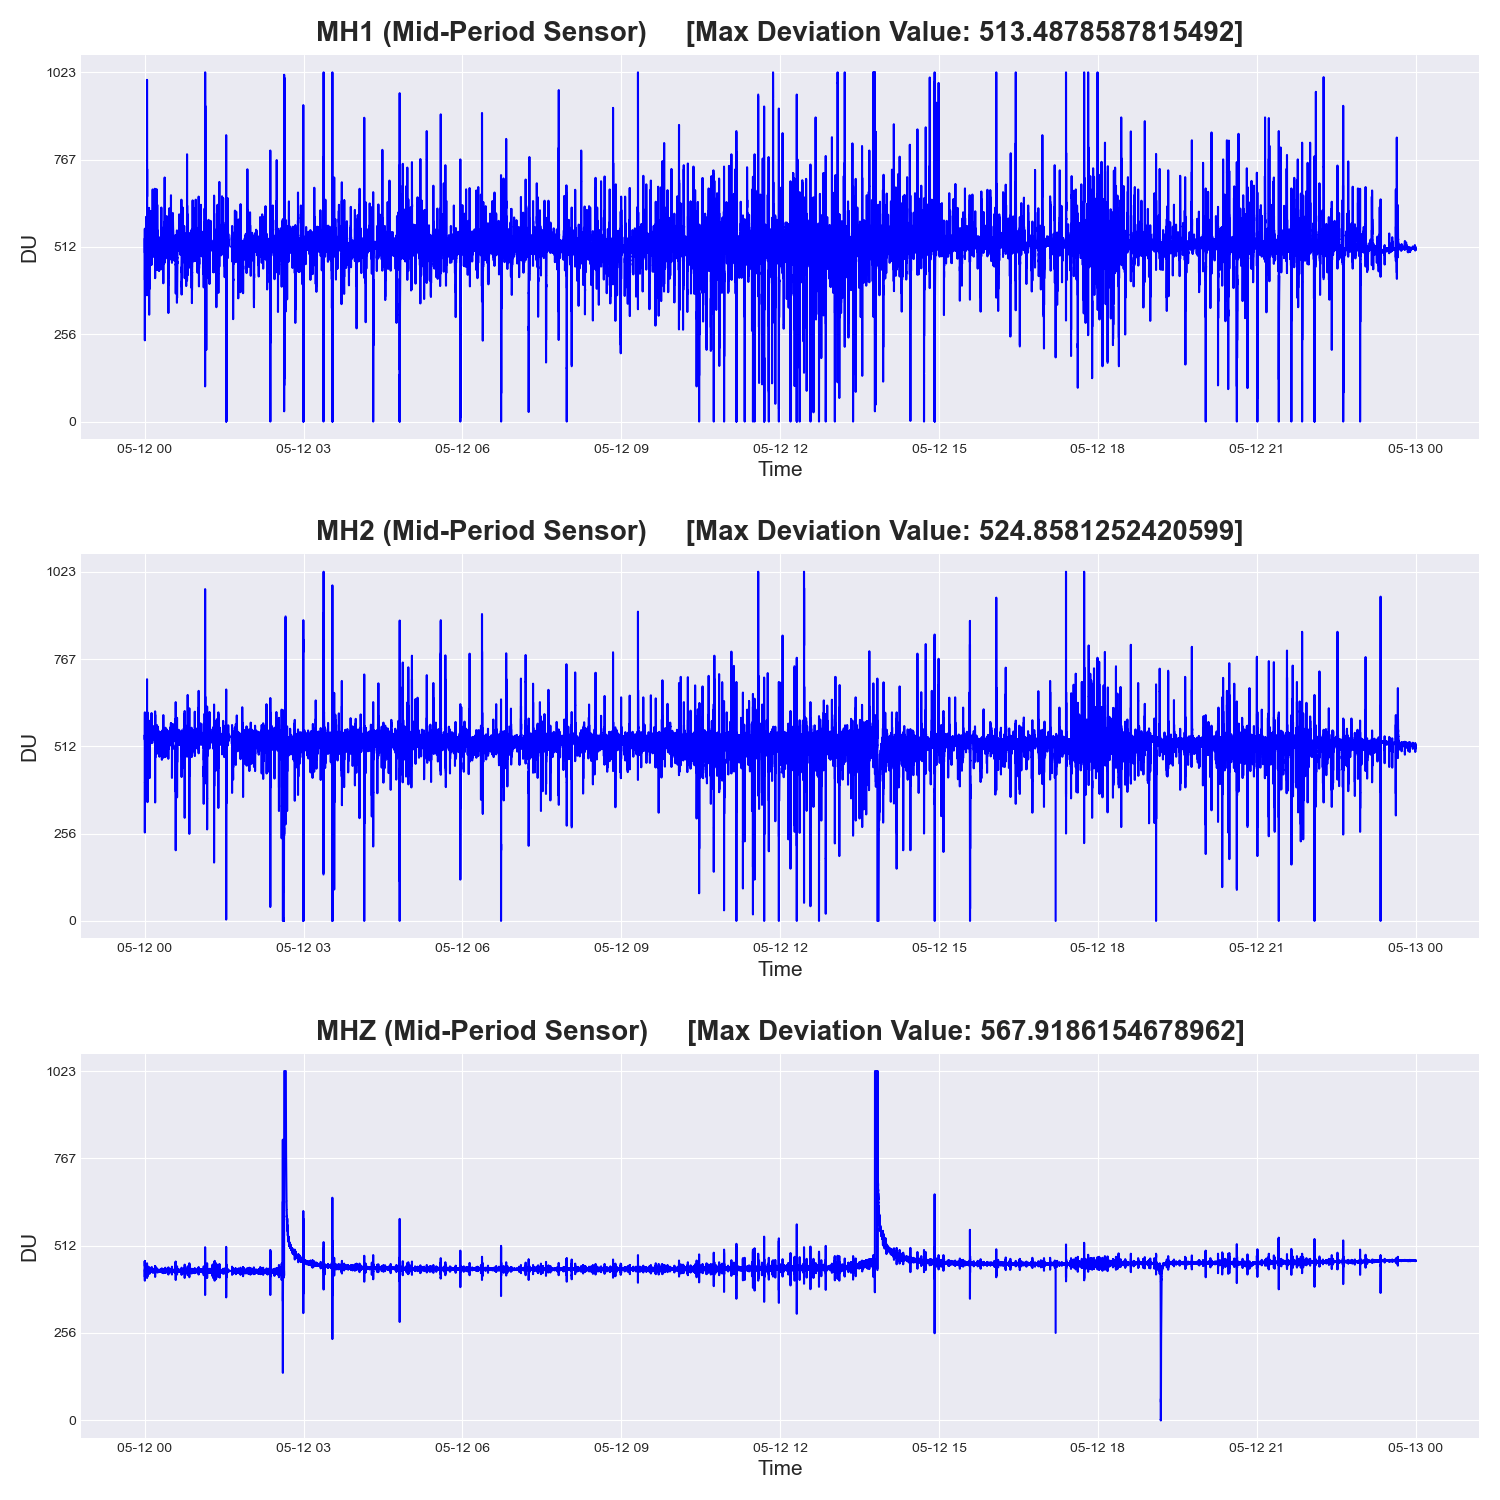 MH1 (Mid-Period Sensor) [Max Deviation Value: 513.4878587815492]
1023
767
512
256
0
DU
05-12 00 05-12 03 05-12 06 05-12 09 05-12 12 05-12 15 05-12 18 05-12 21 05-13 00
Time
MH2 (Mid-Period Sensor) [Max Deviation Value: 524.8581252420599]
1023
767
512
256
0
DU
05-12 00 05-12 03 05-12 06 05-12 09 05-12 12 05-12 15 05-12 18 05-12 21 05-13 00
Time
MHZ (Mid-Period Sensor) [Max Deviation Value: 567.9186154678962]
1023
767
512
256
0
DU
05-12 00 05-12 03 05-12 06 05-12 09 05-12 12 05-12 15 05-12 18 05-12 21 05-13 00
Time